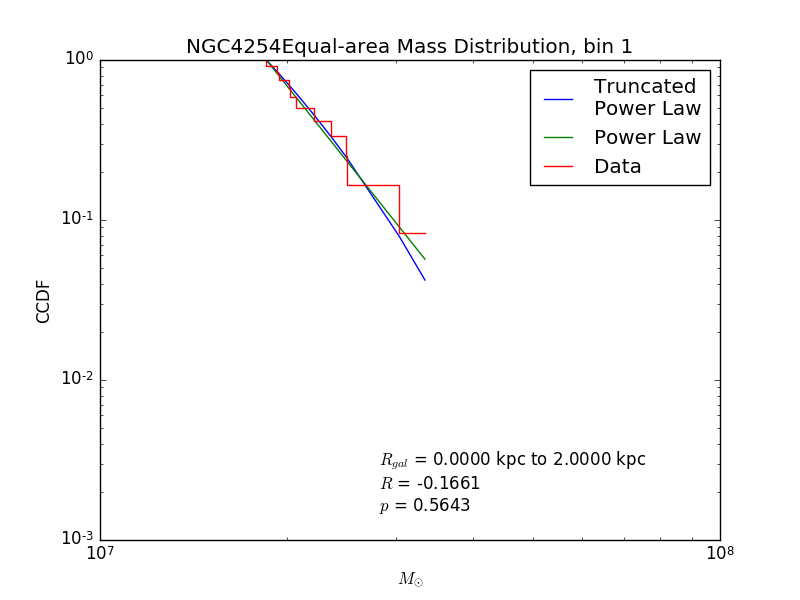 NGC4254Equal-area Mass Distribution, bin 1
10^0
10^-1
10^-2
10^-3
CCDF
Truncated
Power Law
Power Law
Data
R_gal = 0.0000 kpc to 2.0000 kpc
R = -0.1661
p = 0.5643
10^7
10^8
M_⊙